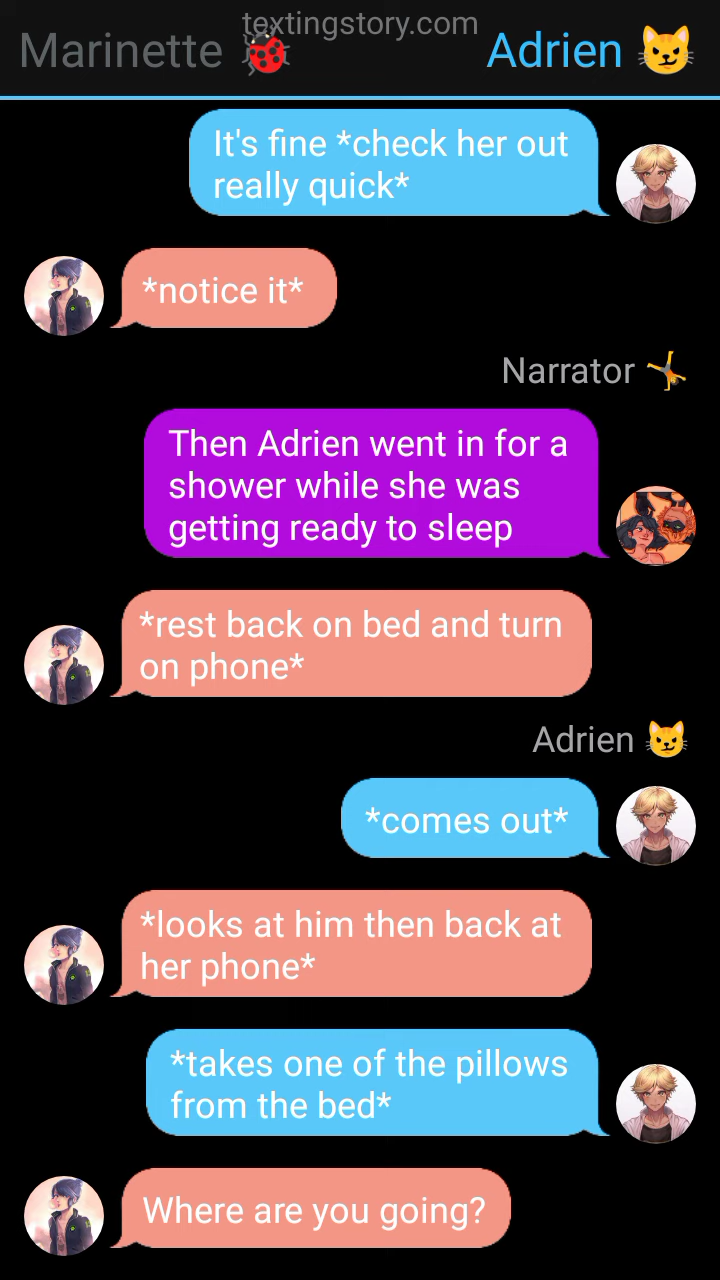 textingstory.com
Marinette 🐞
Adrien 😼
It's fine *check her out
really quick*
*notice it*
Narrator 🤸
Then Adrien went in for a
shower while she was
getting ready to sleep
*rest back on bed and turn
on phone*
Adrien 😼
*comes out*
*looks at him then back at
her phone*
*takes one of the pillows
from the bed*
Where are you going?